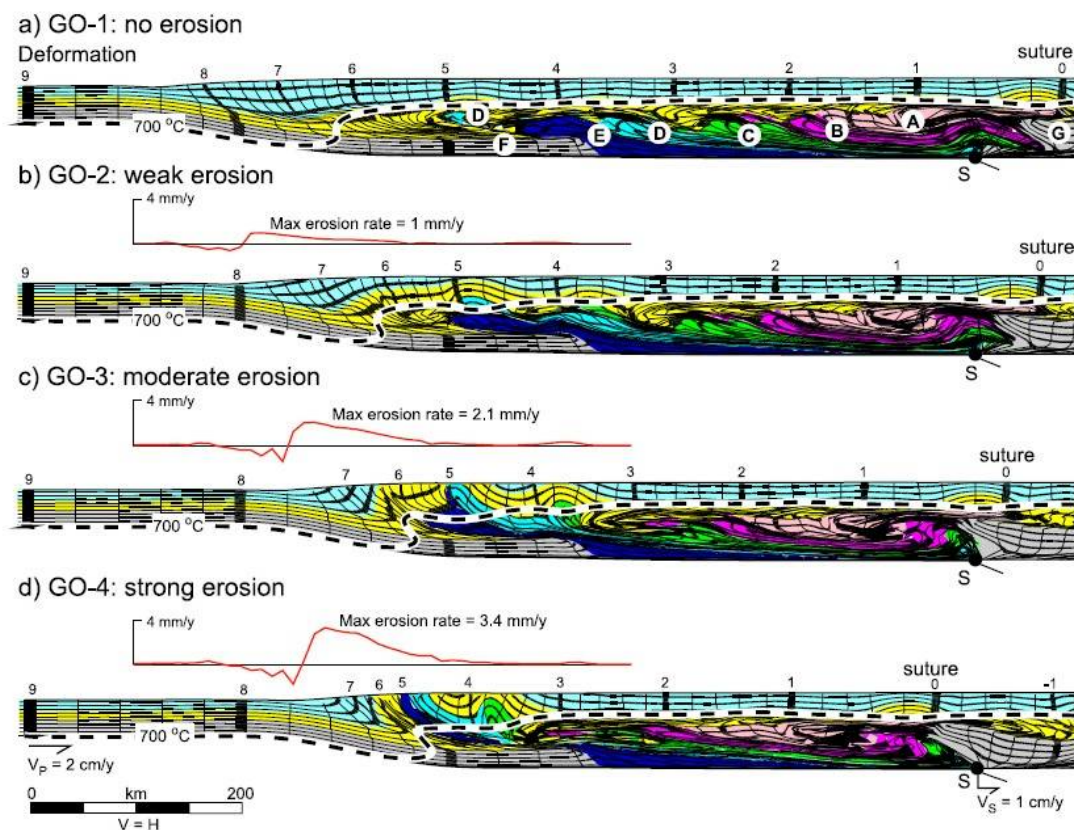 a) GO-1: no erosion
Deformation
suture
9 8 7 6 5 4 3 2 1 0
700 °C
D F E D C B A G
S
b) GO-2: weak erosion
4 mm/y
Max erosion rate = 1 mm/y
suture
9 8 7 6 5 4 3 2 1 0
700 °C
S
c) GO-3: moderate erosion
4
Max erosion rate = 2.1 mm/y
suture
9 8 7 6 5 4 3 2 1 0
700 °C
S
d) GO-4: strong erosion
4 mm/y
Max erosion rate = 3.4 mm/y
suture
9 8 7 6 5 4 3 2 1 0 -1
700 °C
S
VP = 2 cm/y
VS = 1 cm/y
0 km 200
V = H